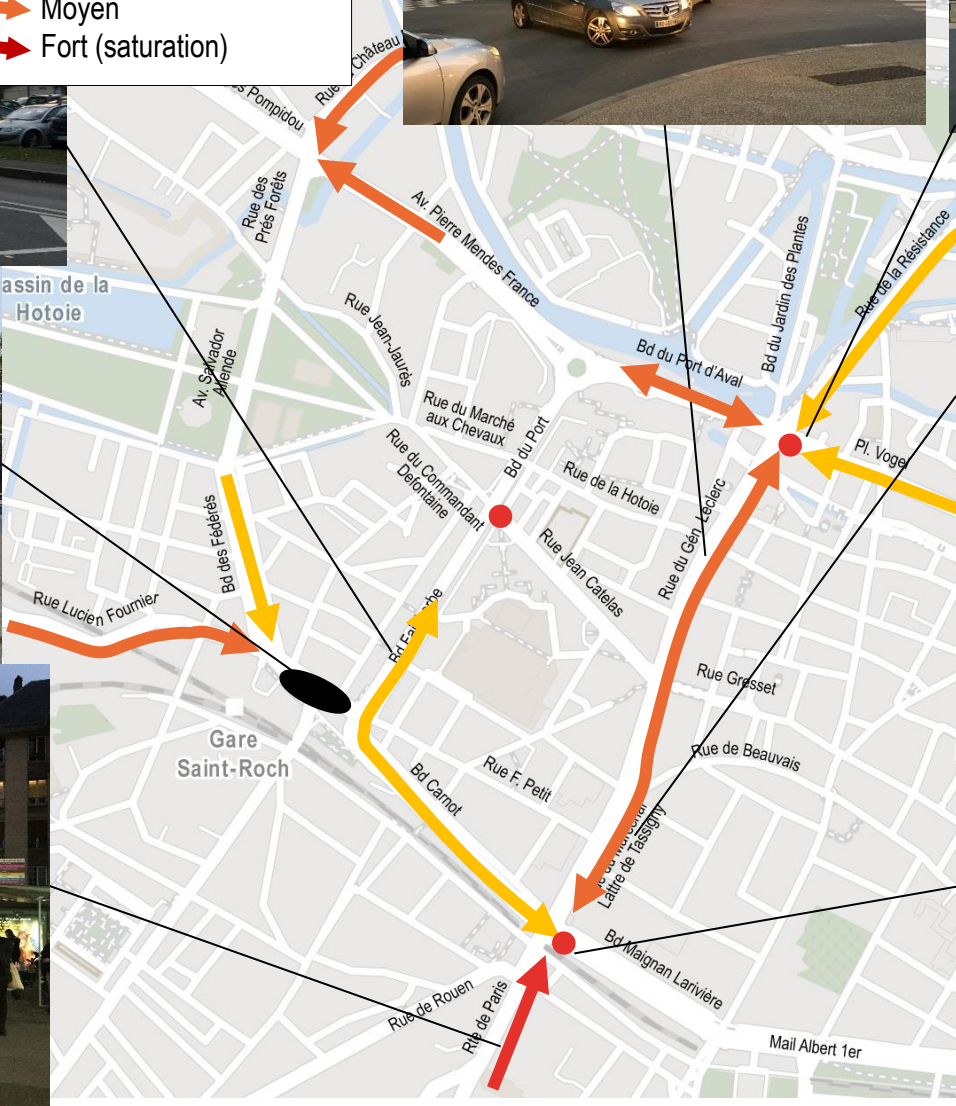 Moyen
Fort (saturation)
Château
Pompidou
Rue des
Prés Forêts
Av. Pierre Mendes France
Bd du Jardin des Plantes
Rue de la Résistance
assin de la
Hotoie
Rue Jean-Jaurès
Av. Salvador
Allende
Bd du Port d'Aval
Rue du Marché
aux Chevaux
Bd du Port
Rue du Commandant
Defontaine
Rue de la Hotoie
Pl. Vogel
Rue du Gén. Leclerc
Rue Jean Catelas
Bd des Fédérés
Rue Lucien Fournier
Rue Gresset
Gare
Saint-Roch
Rue de Beauvais
Bd Carnot
Rue F. Petit
Lattre de Tassigny
Bd Maignan Larivière
Rue de Rouen
Rte de Paris
Mail Albert 1er